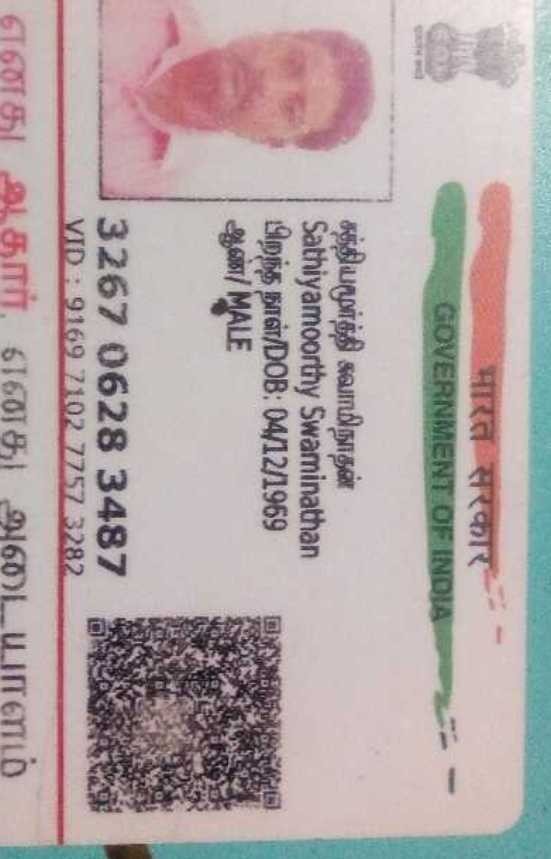 भारत सरकार
GOVERNMENT OF INDIA
சத்தியமூர்த்தி சுவாமிநாதன்
Sathiyamoorthy Swaminathan
பிறந்த நாள்/DOB: 04/12/1969
ஆண்/ MALE
3267 0628 3487
VID : 9169 7102 7757 3282
எனது ஆதார், எனது அடையாளம்